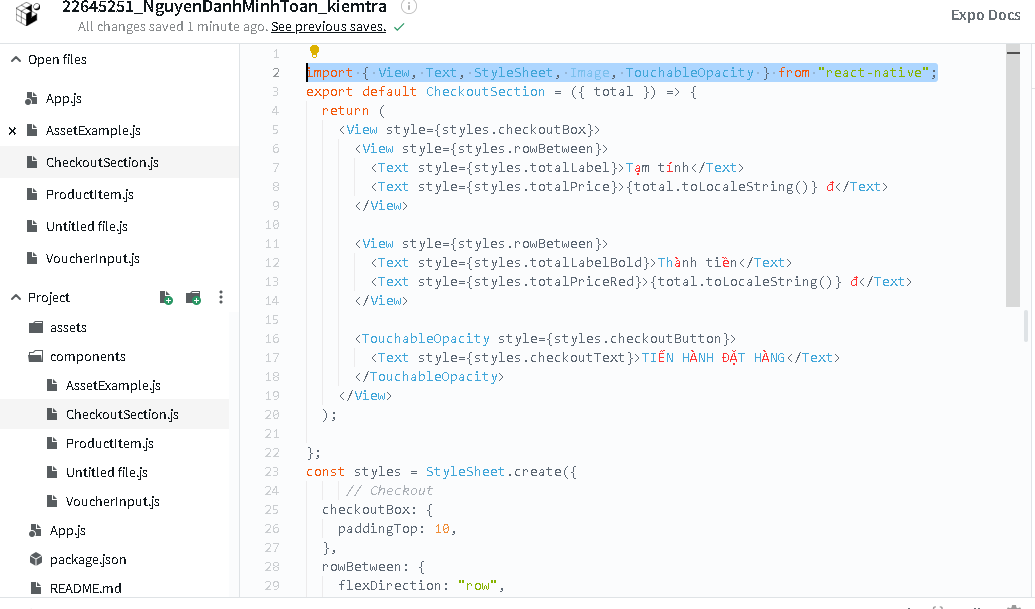 22645251_NguyenDanhMinhToan_kiemtra
All changes saved 1 minute ago. See previous saves.
Expo Docs
Open files
App.js
AssetExample.js
CheckoutSection.js
ProductItem.js
Untitled file.js
VoucherInput.js
Project
assets
components
AssetExample.js
CheckoutSection.js
ProductItem.js
Untitled file.js
VoucherInput.js
App.js
package.json
README.md
1
2 import { View, Text, StyleSheet, Image, TouchableOpacity } from "react-native";
3 export default CheckoutSection = ({ total }) => {
4 return (
5 <View style={styles.checkoutBox}>
6 <View style={styles.rowBetween}>
7 <Text style={styles.totalLabel}>Tạm tính</Text>
8 <Text style={styles.totalPrice}>{total.toLocaleString()} đ</Text>
9 </View>
10
11 <View style={styles.rowBetween}>
12 <Text style={styles.totalLabelBold}>Thành tiền</Text>
13 <Text style={styles.totalPriceRed}>{total.toLocaleString()} đ</Text>
14 </View>
15
16 <TouchableOpacity style={styles.checkoutButton}>
17 <Text style={styles.checkoutText}>TIẾN HÀNH ĐẶT HÀNG</Text>
18 </TouchableOpacity>
19 </View>
20 );
21
22 };
23 const styles = StyleSheet.create({
24 // Checkout
25 checkoutBox: {
26 paddingTop: 10,
27 },
28 rowBetween: {
29 flexDirection: "row",